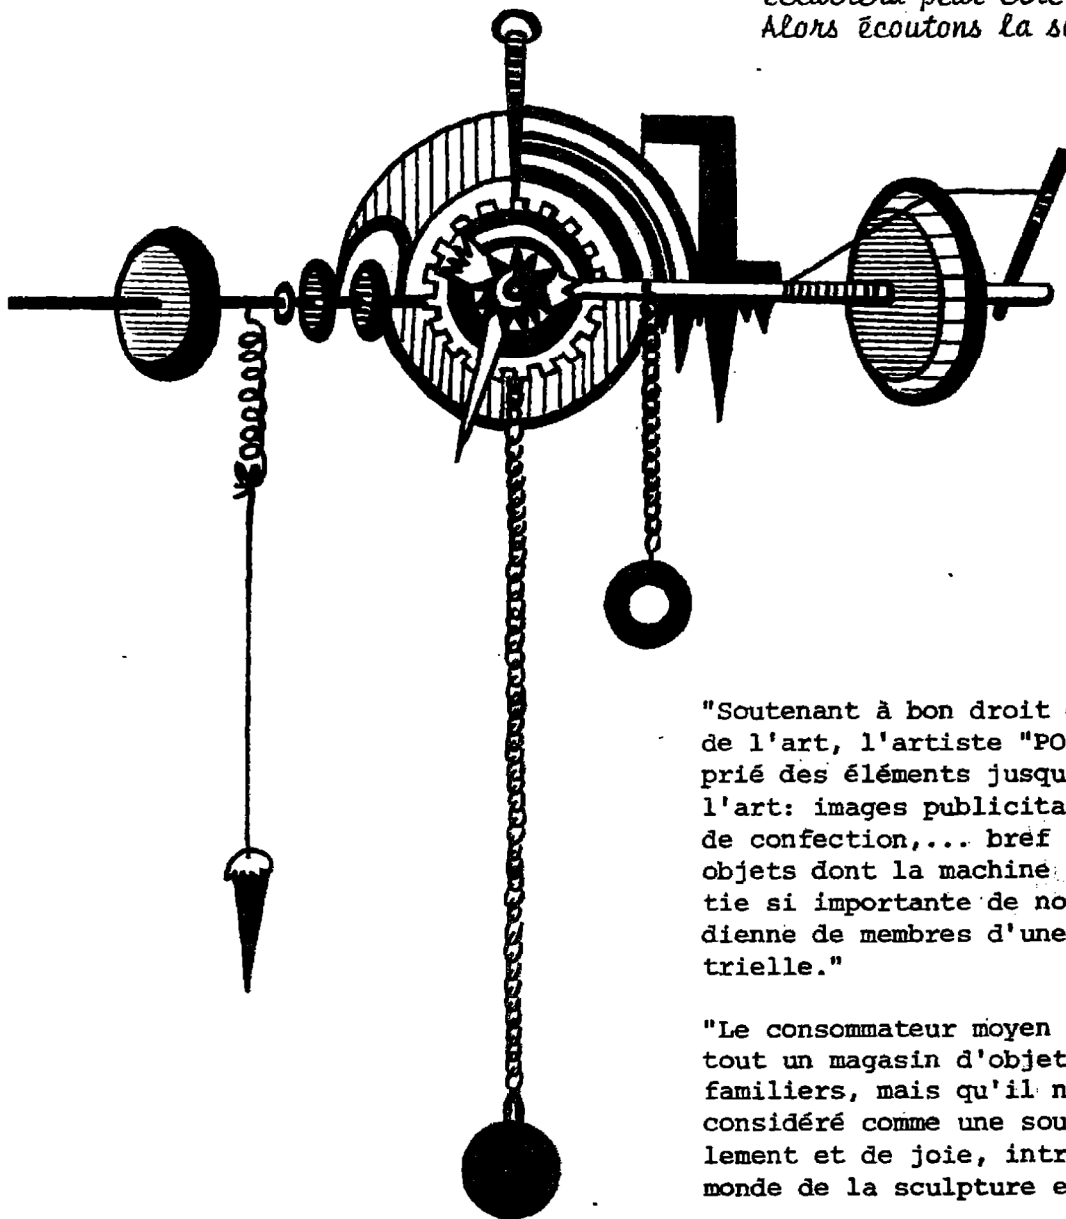 Alors écoutons la
"Soutenant à bon droit
de l'art, l'artiste "PO
prié des éléments jusqu
l'art: images publicita
de confection,... bref
objets dont la machine
tie si importante de no
dienne de membres d'une
trielle."
"Le consommateur moyen
tout un magasin d'objet
familiers, mais qu'il n
considéré comme une sou
lement et de joie, intr
monde de la sculpture e